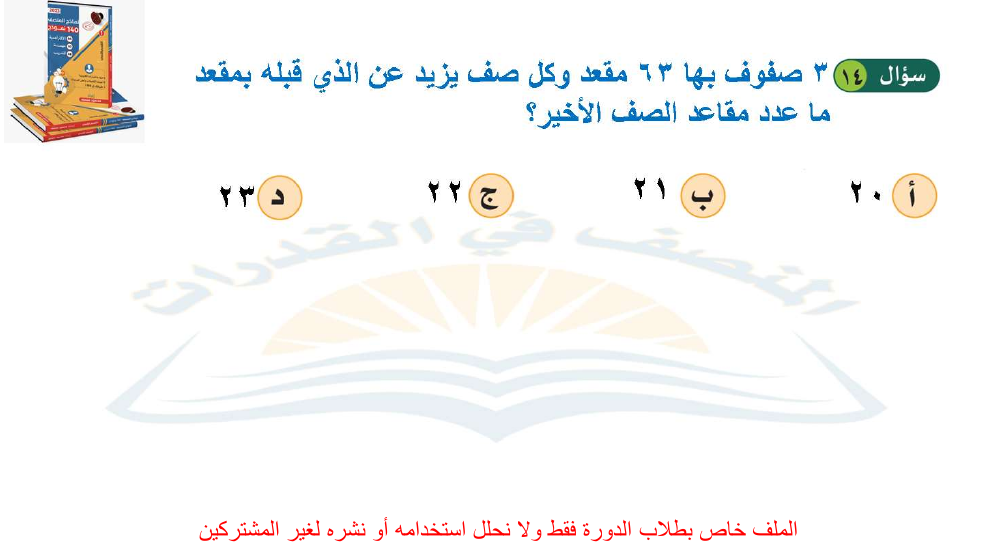 سؤال ١٤
٣ صفوف بها ٦٣ مقعد وكل صف يزيد عن الذي قبله بمقعد
ما عدد مقاعد الصف الأخير؟
أ ٢٠
ب ٢١
ج ٢٢
د ٢٣
المنصف في القدرات
الملف خاص بطلاب الدورة فقط ولا نحلل استخدامه أو نشره لغير المشتركين